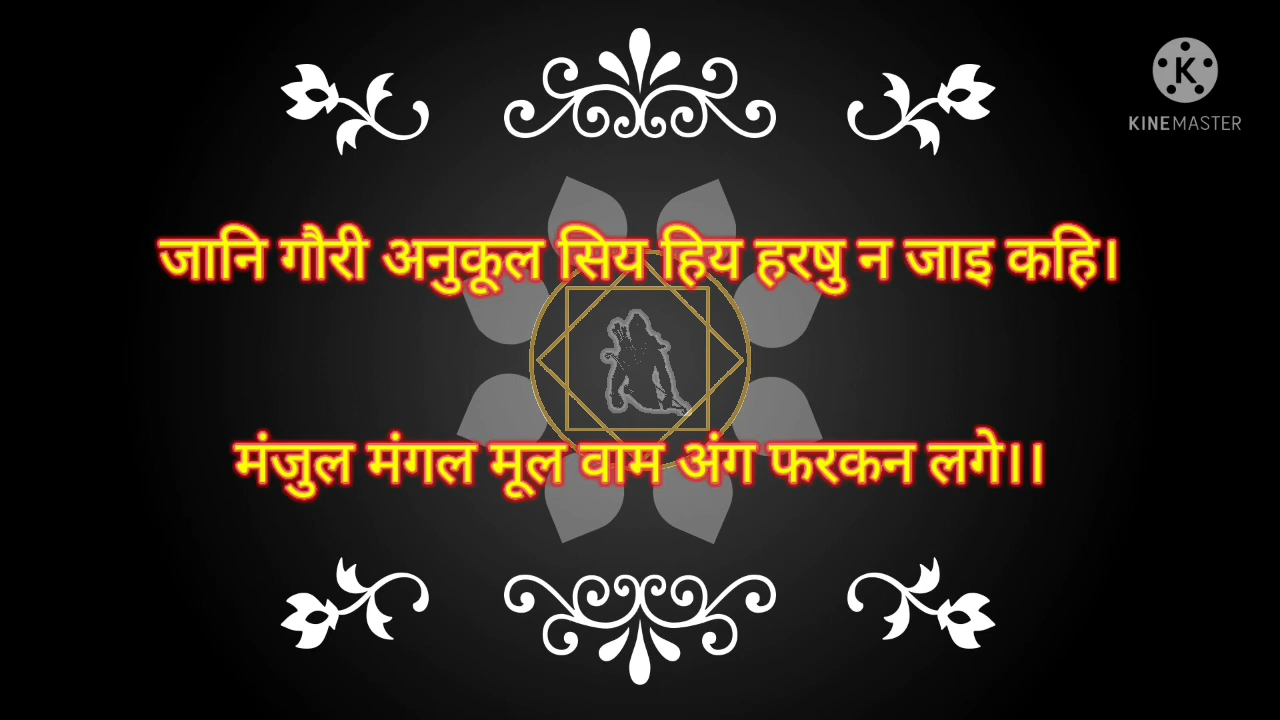 K
KINEMASTER
जानि गौरी अनुकूल सिय हिय हरषु न जाइ कहि।
मंजुल मंगल मूल वाम अंग फरकन लगे।।